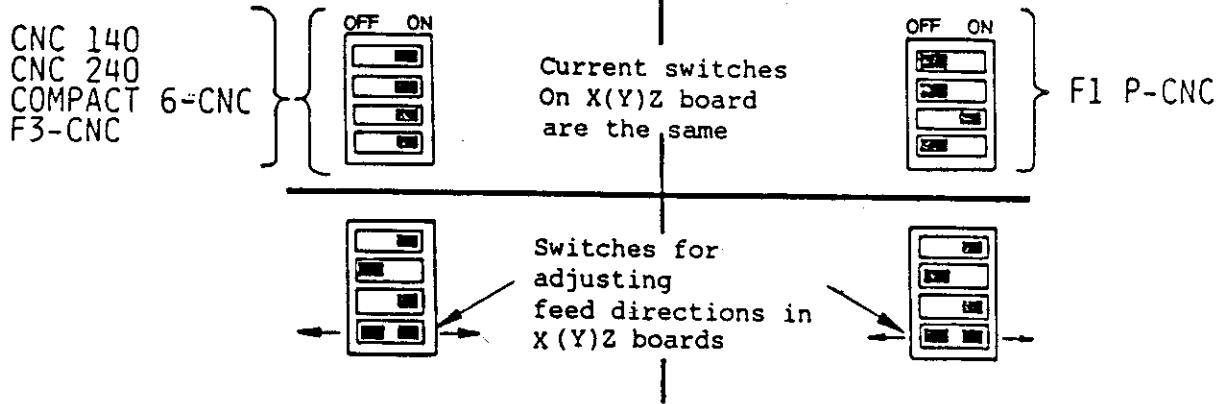 CNC 140
CNC 240
COMPACT 6-CNC
F3-CNC
OFF ON
Current switches
On X(Y)Z board
are the same
OFF ON
F1 P-CNC
Switches for
adjusting
feed directions in
X(Y)Z boards